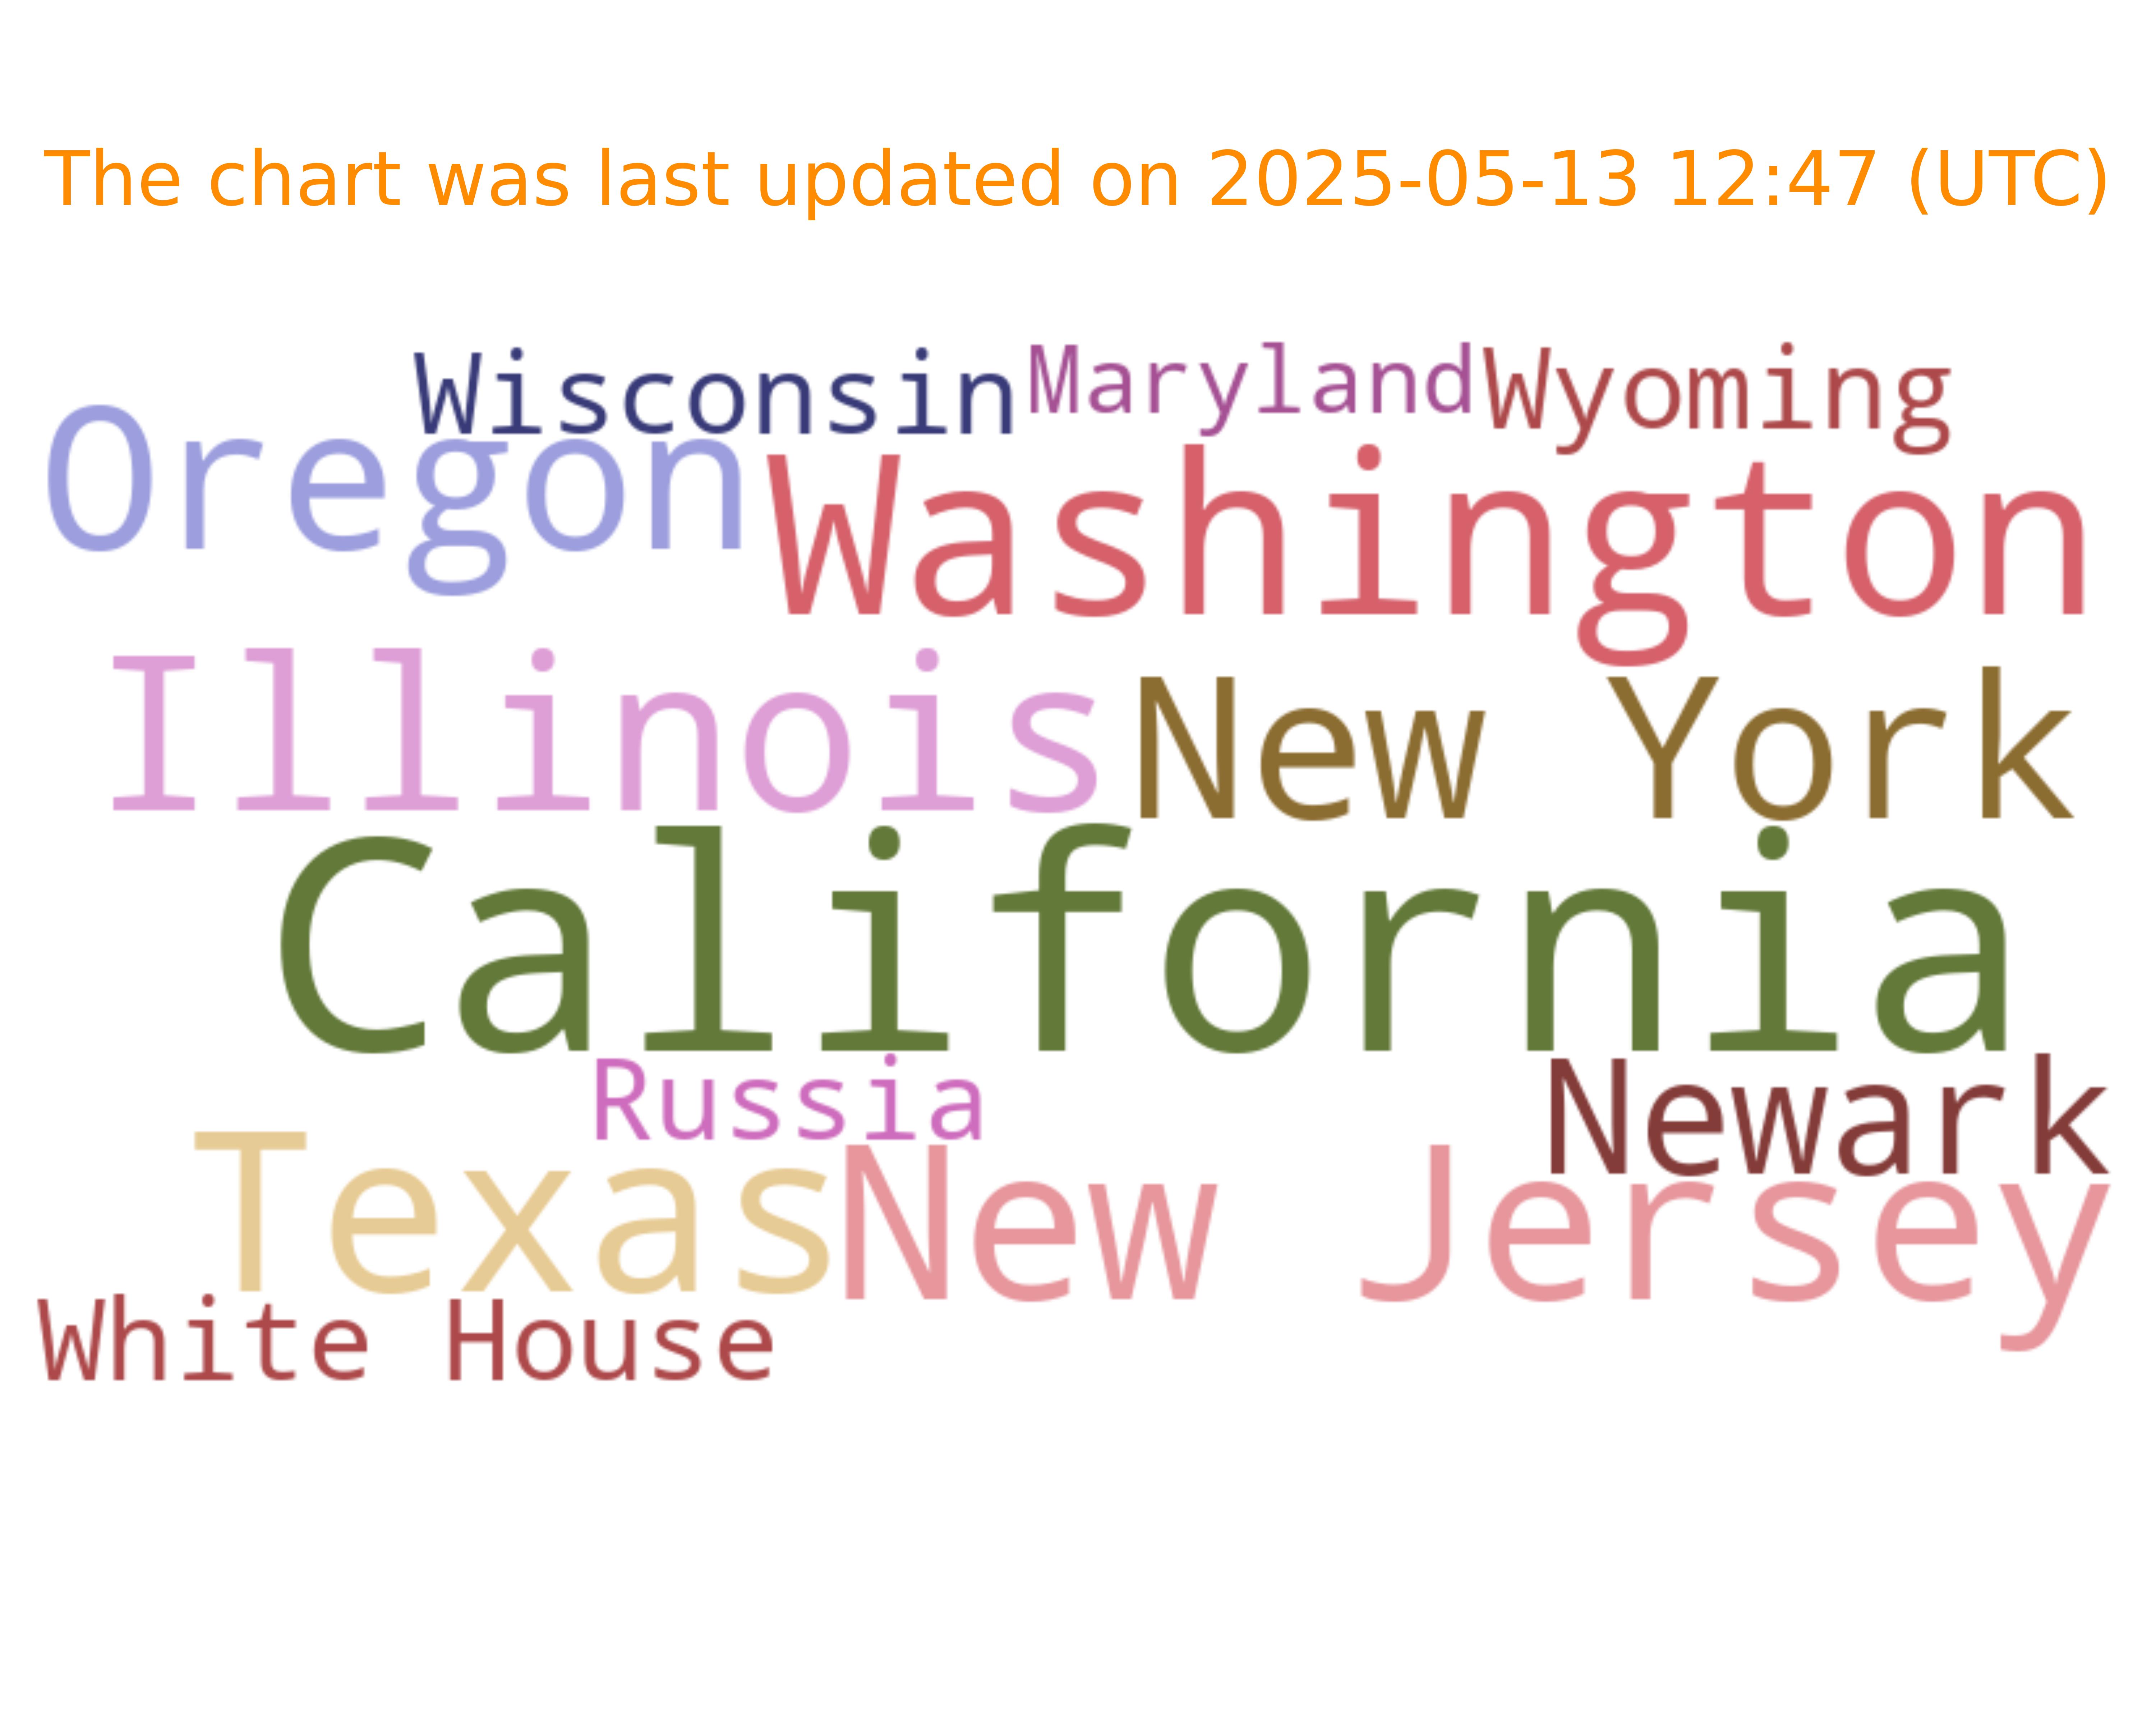 The chart was last updated on 2025-05-13 12:47 (UTC)
Wisconsin Maryland Wyoming
Oregon Washington
Illinois New York
California
Russia Newark
Texas New Jersey
White House